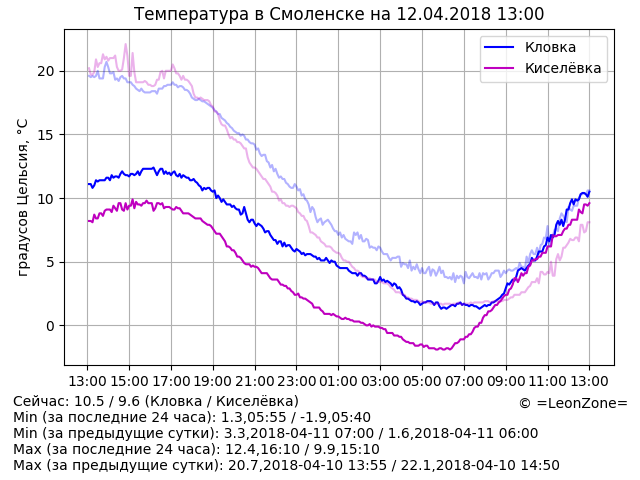 Температура в Смоленске на 12.04.2018 13:00
градусов Цельсия, °C
20
15
10
5
0
Кловка
Киселёвка
13:00 15:00 17:00 19:00 21:00 23:00 01:00 03:00 05:00 07:00 09:00 11:00 13:00
Сейчас: 10.5 / 9.6 (Кловка / Киселёвка)
© =LeonZone=
Min (за последние 24 часа): 1.3,05:55 / -1.9,05:40
Min (за предыдущие сутки): 3.3,2018-04-11 07:00 / 1.6,2018-04-11 06:00
Max (за последние 24 часа): 12.4,16:10 / 9.9,15:10
Max (за предыдущие сутки): 20.7,2018-04-10 13:55 / 22.1,2018-04-10 14:50